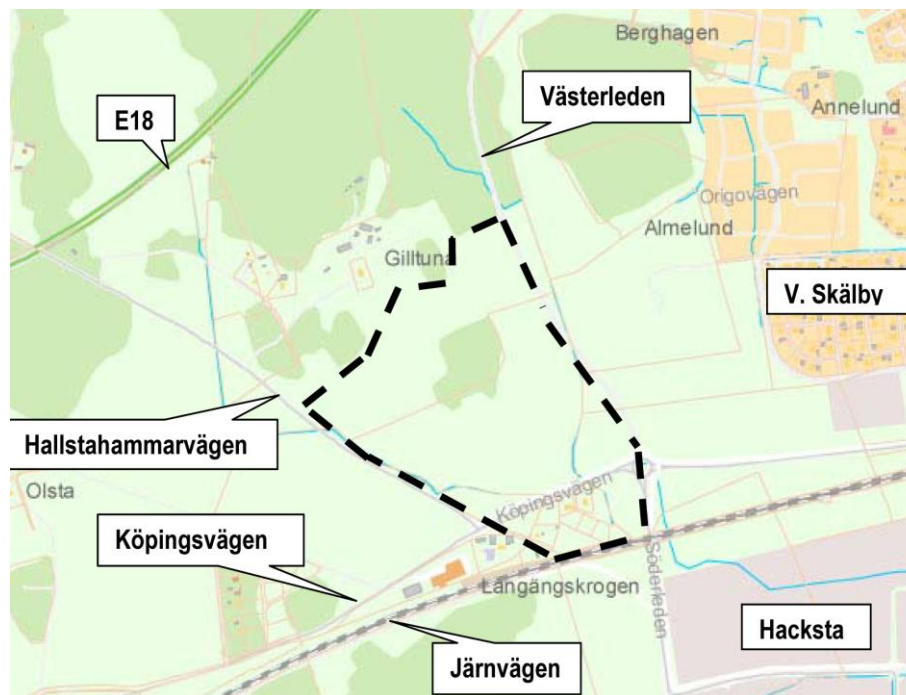 Berghagen
Västerleden
E18
Annelund
Origovägen
Almelund
Gilltuna
V. Skälby
Hallstahammarvägen
Olsta
Köpingsvägen
Köpingsvägen
Långängskrogen
Söderleden
Hacksta
Järnvägen